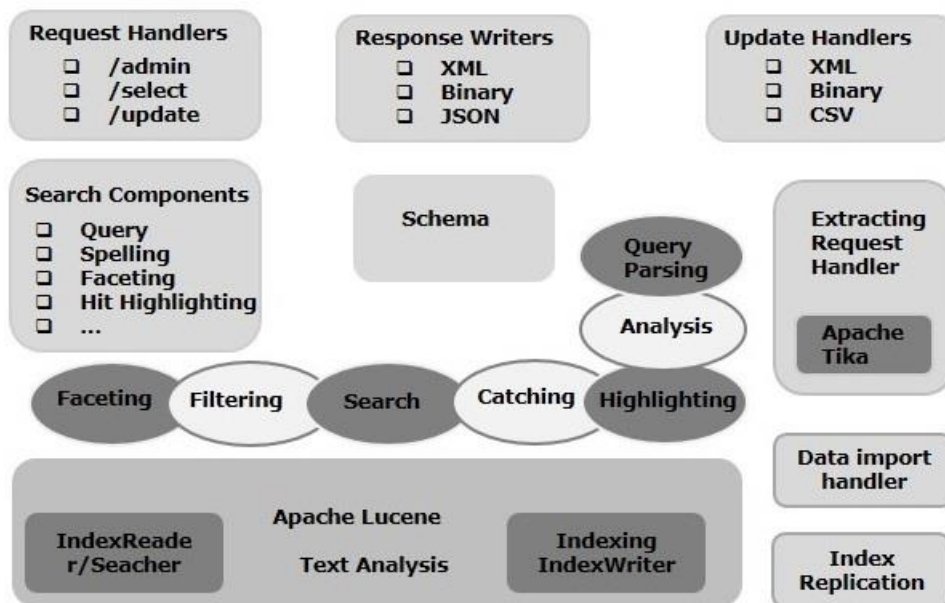 Request Handlers
❑ /admin
❑ /select
❑ /update
Response Writers
❑ XML
❑ Binary
❑ JSON
Update Handlers
❑ XML
❑ Binary
❑ CSV
Search Components
❑ Query
❑ Spelling
❑ Faceting
❑ Hit Highlighting
❑ ...
Schema
Query
Parsing
Analysis
Extracting
Request
Handler
Apache
Tika
Faceting
Filtering
Search
Catching
Highlighting
Data import
handler
Apache Lucene
IndexReade
r/Seacher
Text Analysis
Indexing
IndexWriter
Index
Replication